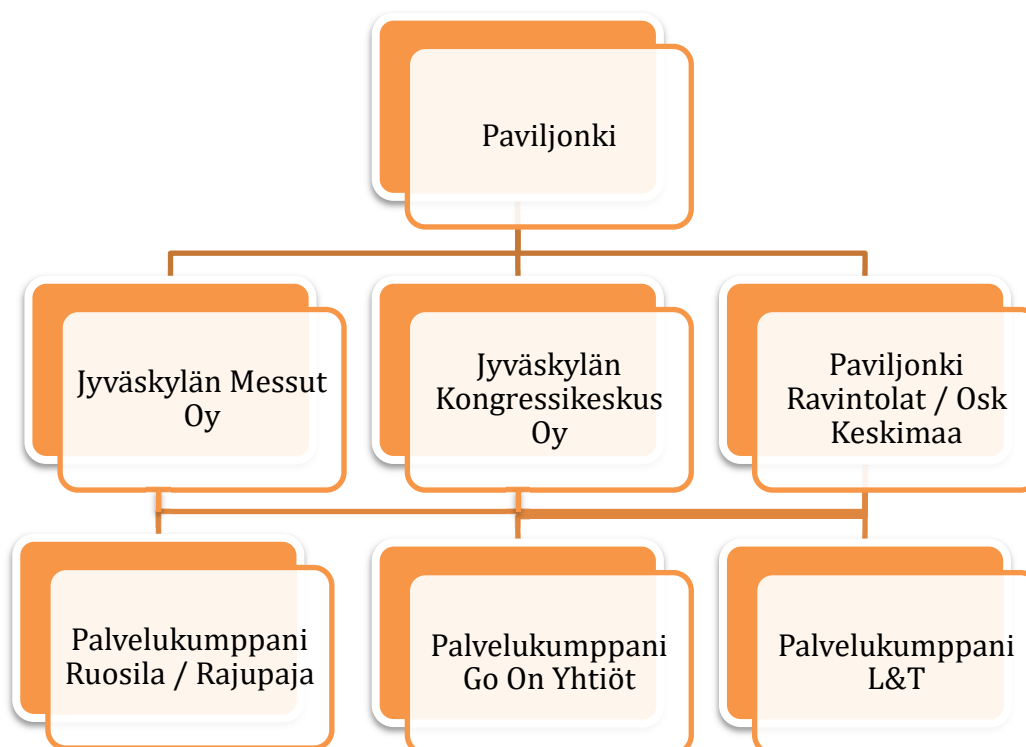 Paviljonki
Jyväskylän Messut
Oy
Jyväskylän
Kongressikeskus
Oy
Paviljonki
Ravintolat / Osk
Keskimaa
Palvelukumppani
Ruosila / Rajupaja
Palvelukumppani
Go On Yhtiöt
Palvelukumppani
L&T